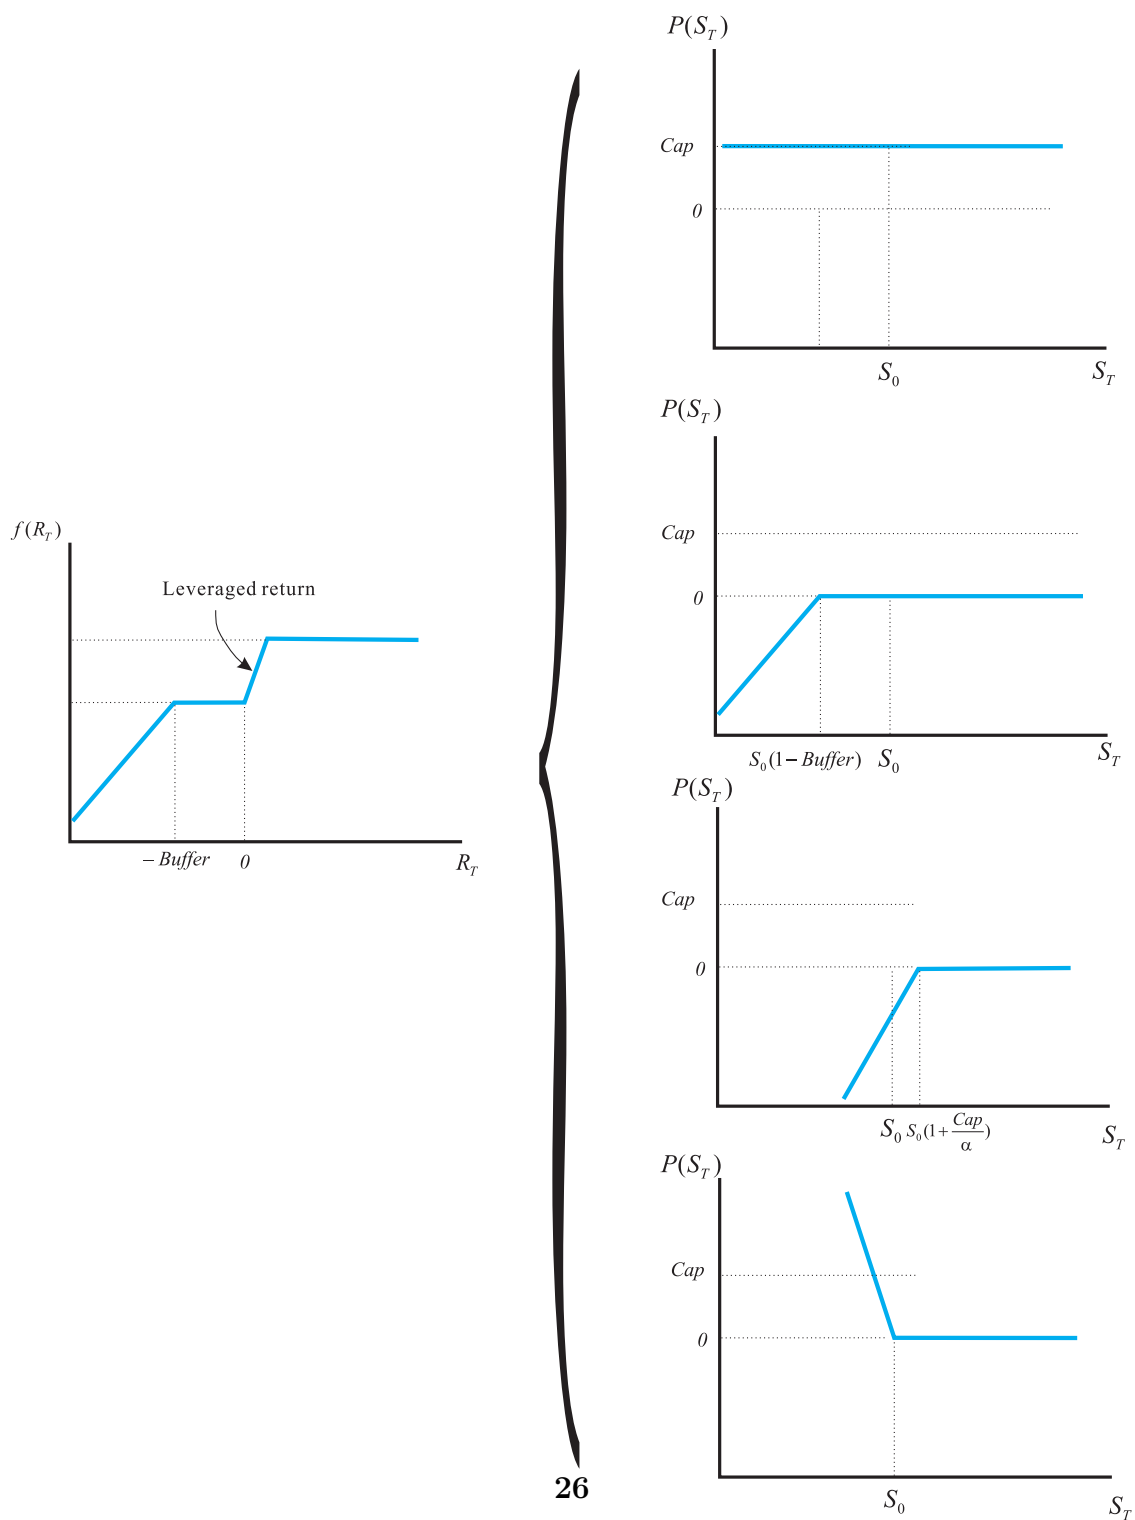 f(R_T)
Leveraged return
– Buffer 0
R_T
P(S_T)
Cap
0
S_0
S_T
P(S_T)
Cap
0
S_0(1–Buffer) S_0
S_T
P(S_T)
Cap
0
S_0 S_0(1+Cap/α)
S_T
P(S_T)
Cap
0
S_0
S_T
26